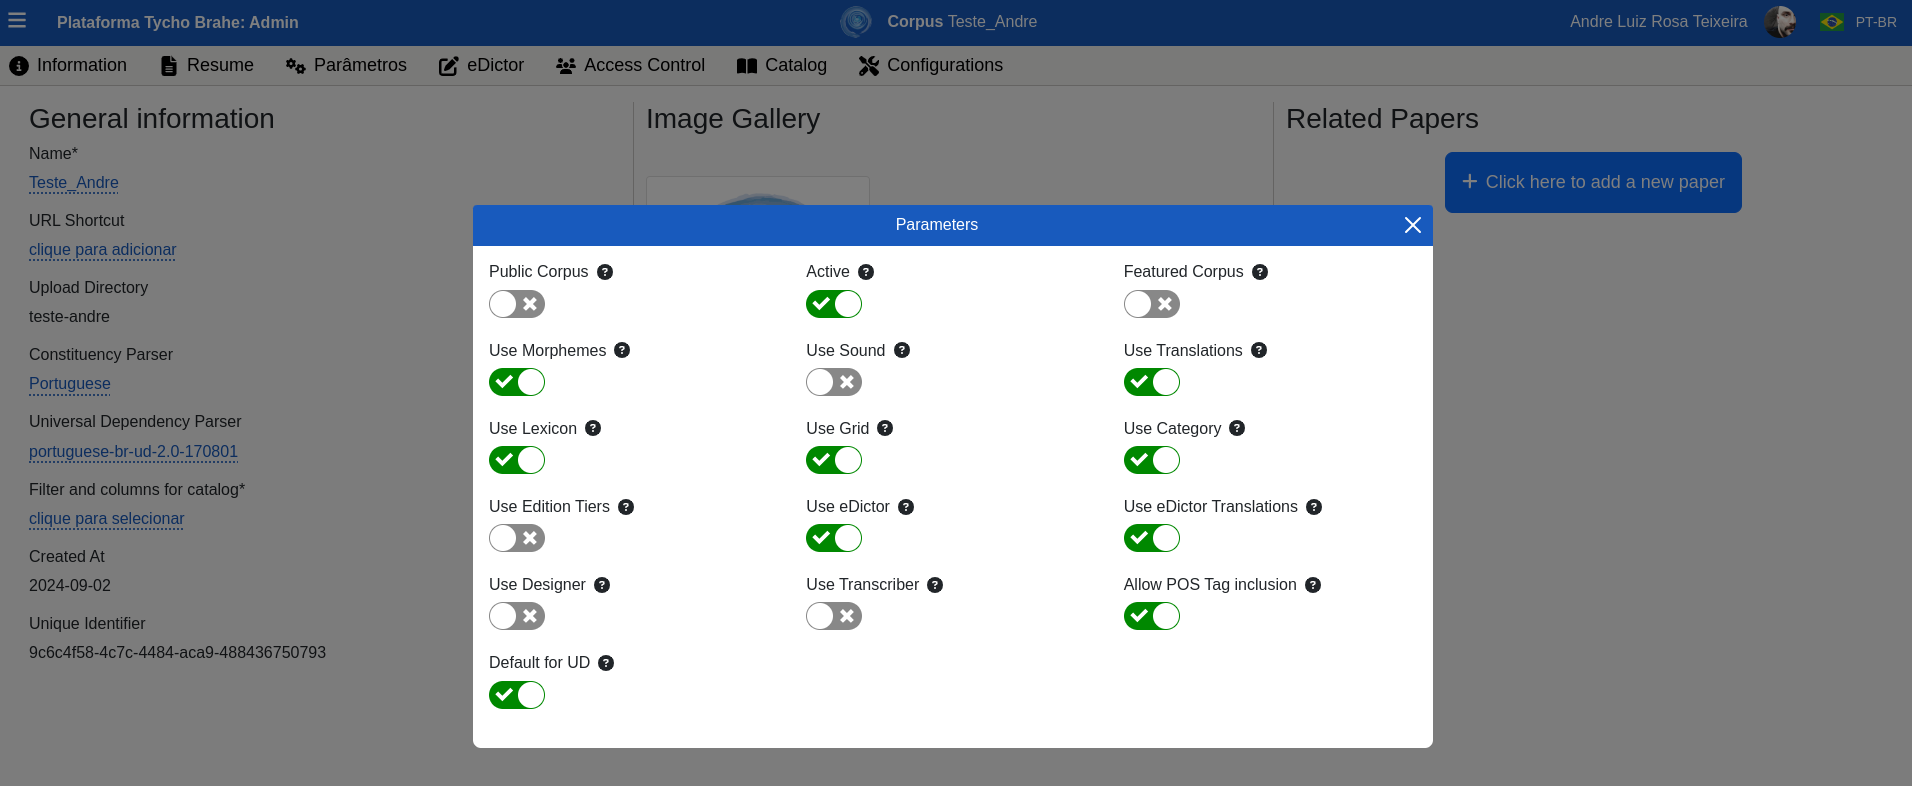 Plataforma Tycho Brahe: Admin
Corpus Teste_Andre
Andre Luiz Rosa Teixeira
PT-BR
Information
Resume
Parâmetros
eDictor
Access Control
Catalog
Configurations
General information
Name*
Teste_Andre
URL Shortcut
clique para adicionar
Upload Directory
teste-andre
Constituency Parser
Portuguese
Universal Dependency Parser
portuguese-br-ud-2.0-170801
Filter and columns for catalog*
clique para selecionar
Created At
2024-09-02
Unique Identifier
9c6c4f58-4c7c-4484-aca9-488436750793
Image Gallery
Related Papers
Click here to add a new paper
Parameters
Public Corpus
Active
Featured Corpus
Use Morphemes
Use Sound
Use Translations
Use Lexicon
Use Grid
Use Category
Use Edition Tiers
Use eDictor
Use eDictor Translations
Use Designer
Use Transcriber
Allow POS Tag inclusion
Default for UD